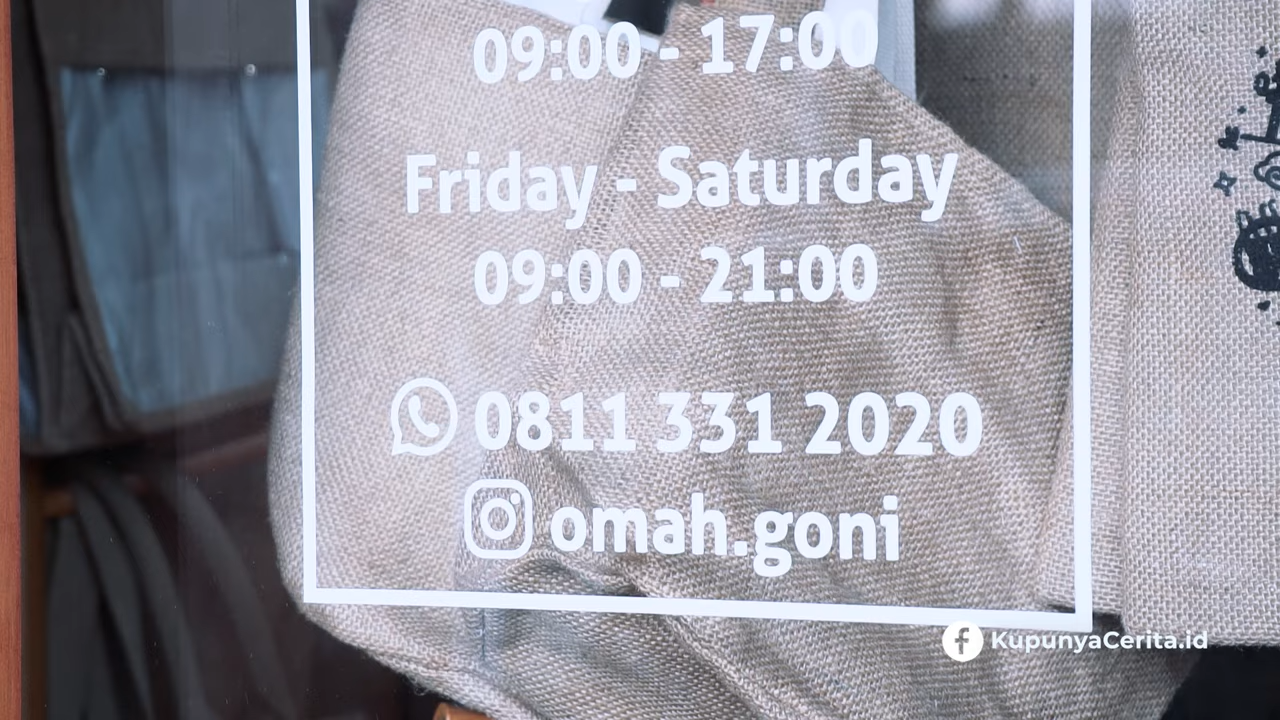 09:00 - 17:00
Friday - Saturday
09:00 - 21:00
0811 331 2020
omah.goni
KupunyaCerita.id